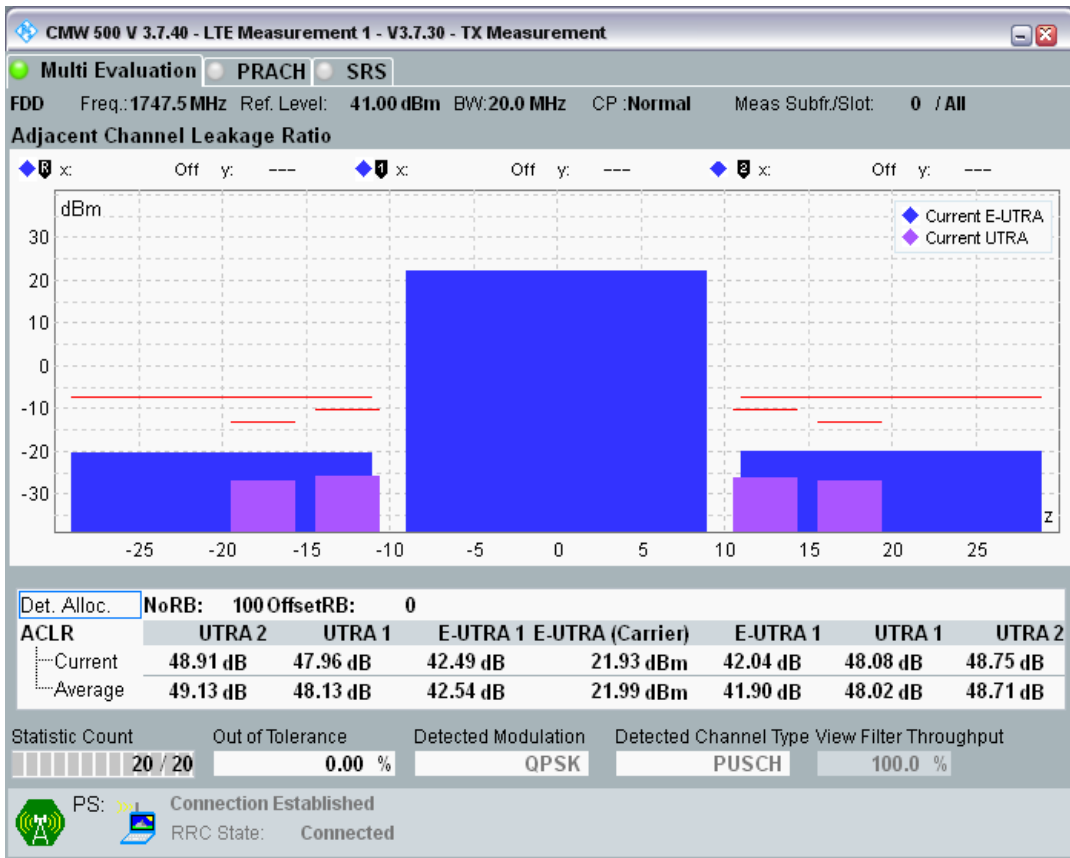 CMW 500 V 3.7.40 - LTE Measurement 1 - V3.7.30 - TX Measurement
Multi Evaluation PRACH SRS
FDD Freq.: 1747.5 MHz Ref. Level: 41.00 dBm BW: 20.0 MHz CP : Normal Meas Subfr./Slot: 0 / All
Adjacent Channel Leakage Ratio
R x: Off y: --- 1 x: Off y: --- 2 x: Off y: ---
dBm
Current E-UTRA
Current UTRA
30
20
10
0
-10
-20
-30
z
-25 -20 -15 -10 -5 0 5 10 15 20 25
Det. Alloc. NoRB: 100 OffsetRB: 0
ACLR UTRA 2 UTRA 1 E-UTRA 1 E-UTRA (Carrier) E-UTRA 1 UTRA 1 UTRA 2
Current 48.91 dB 47.96 dB 42.49 dB 21.93 dBm 42.04 dB 48.08 dB 48.75 dB
Average 49.13 dB 48.13 dB 42.54 dB 21.99 dBm 41.90 dB 48.02 dB 48.71 dB
Statistic Count Out of Tolerance Detected Modulation Detected Channel Type View Filter Throughput
20 / 20 0.00 % QPSK PUSCH 100.0 %
PS: Connection Established
RRC State: Connected